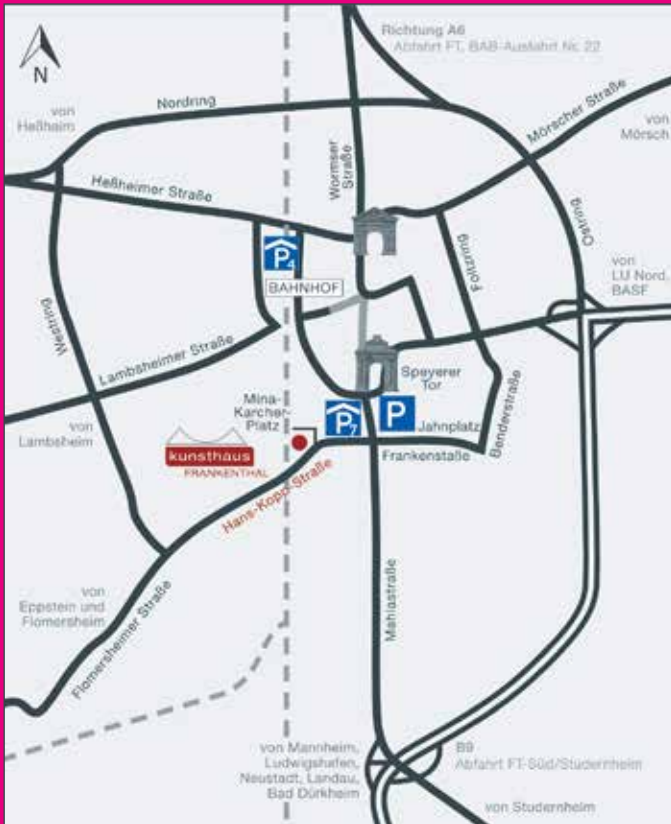 N
Richtung A6
Abfahrt FT, BAB-Ausfahrt Nr. 22
von
Heßheim
Nordring
Mörscher Straße
von
Mörsch
Heßheimer Straße
Wormser
Straße
Ostring
Foltzring
P4
BAHNHOF
von
LU Nord,
BASF
Westring
Lambsheimer Straße
Speyerer
Tor
von
Lambsheim
Mina-
Karcher-
Platz
P7
P
Jahnplatz
Benderstraße
kunsthaus
FRANKENTHAL
Frankenstaße
Hans-Kopp-Straße
von
Eppstein und
Flomersheim
Flomersheimer Straße
Mahlastraße
von Mannheim,
Ludwigshafen,
Neustadt, Landau,
Bad Dürkheim
B9
Abfahrt FT-Süd/Studernheim
von Studernheim